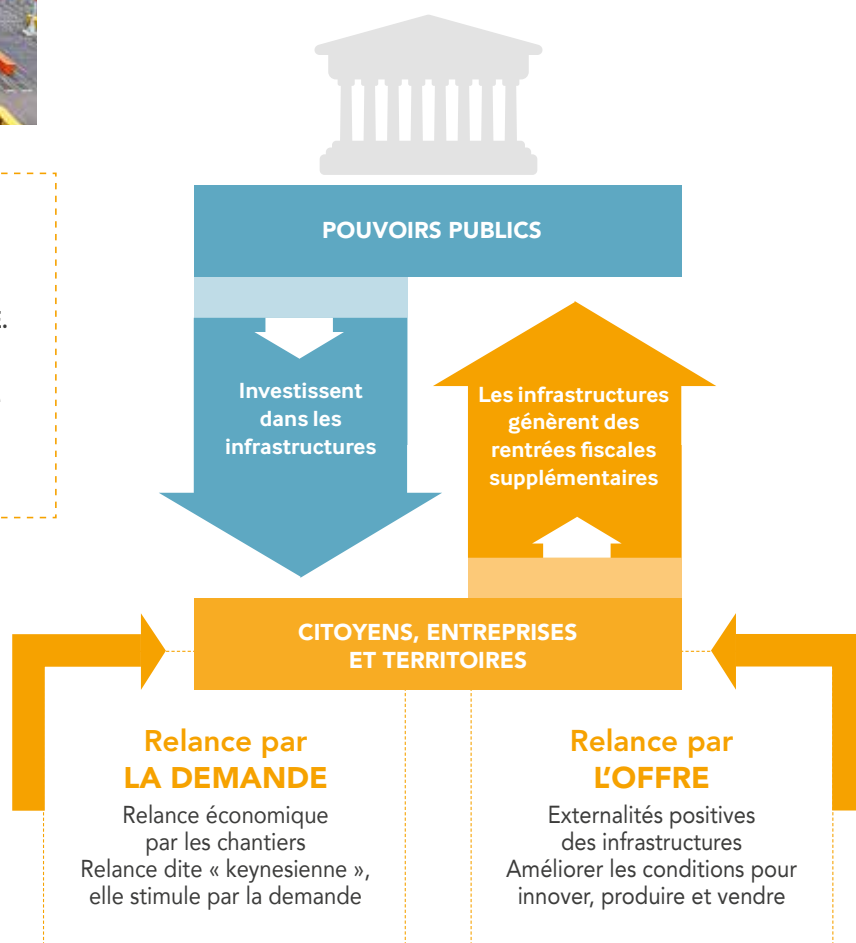 POUVOIRS PUBLICS
Investissent
dans les
infrastructures
Les infrastructures
génèrent des
rentrées fiscales
supplémentaires
CITOYENS, ENTREPRISES
ET TERRITOIRES
Relance par
LA DEMANDE
Relance économique
par les chantiers
Relance dite « keynesienne »,
elle stimule par la demande
Relance par
L'OFFRE
Externalités positives
des infrastructures
Améliorer les conditions pour
innover, produire et vendre